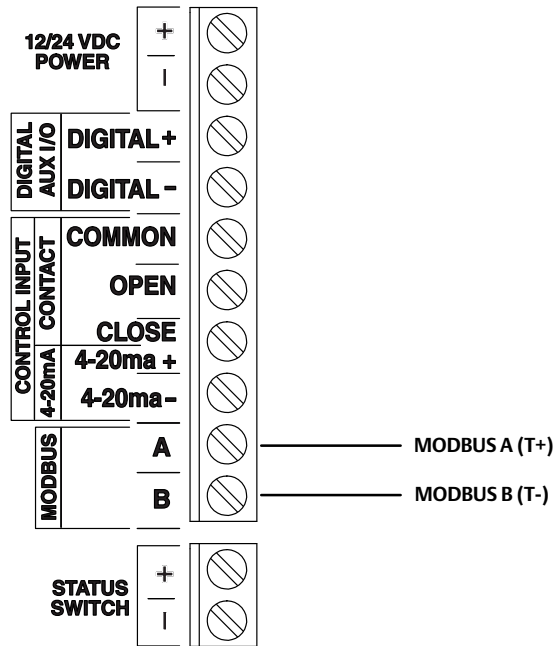 12/24 VDC
POWER
+
–
DIGITAL
AUX I/O
DIGITAL +
DIGITAL –
CONTROL INPUT
CONTACT
COMMON
OPEN
CLOSE
4-20mA
4-20ma +
4-20ma –
MODBUS
A
MODBUS A (T+)
B
MODBUS B (T-)
STATUS
SWITCH
+
–